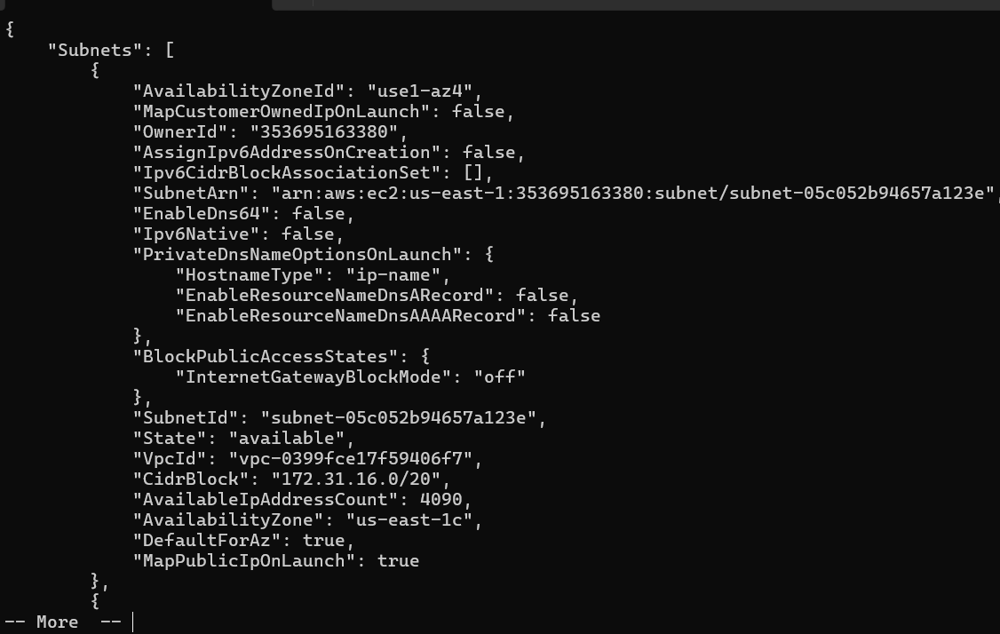 {
    "Subnets": [
        {
            "AvailabilityZoneId": "use1-az4",
            "MapCustomerOwnedIpOnLaunch": false,
            "OwnerId": "353695163380",
            "AssignIpv6AddressOnCreation": false,
            "Ipv6CidrBlockAssociationSet": [],
            "SubnetArn": "arn:aws:ec2:us-east-1:353695163380:subnet/subnet-05c052b94657a123e",
            "EnableDns64": false,
            "Ipv6Native": false,
            "PrivateDnsNameOptionsOnLaunch": {
                "HostnameType": "ip-name",
                "EnableResourceNameDnsARecord": false,
                "EnableResourceNameDnsAAAARecord": false
            },
            "BlockPublicAccessStates": {
                "InternetGatewayBlockMode": "off"
            },
            "SubnetId": "subnet-05c052b94657a123e",
            "State": "available",
            "VpcId": "vpc-0399fce17f59406f7",
            "CidrBlock": "172.31.16.0/20",
            "AvailableIpAddressCount": 4090,
            "AvailabilityZone": "us-east-1c",
            "DefaultForAz": true,
            "MapPublicIpOnLaunch": true
        },
        {
-- More  --